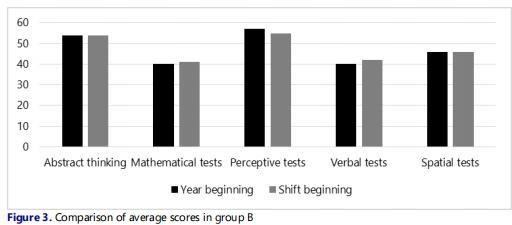 60
50
40
30
20
10
0
Abstract thinking Mathematical tests Perceptive tests Verbal tests Spatial tests
Year beginning Shift beginning
Figure 3. Comparison of average scores in group B